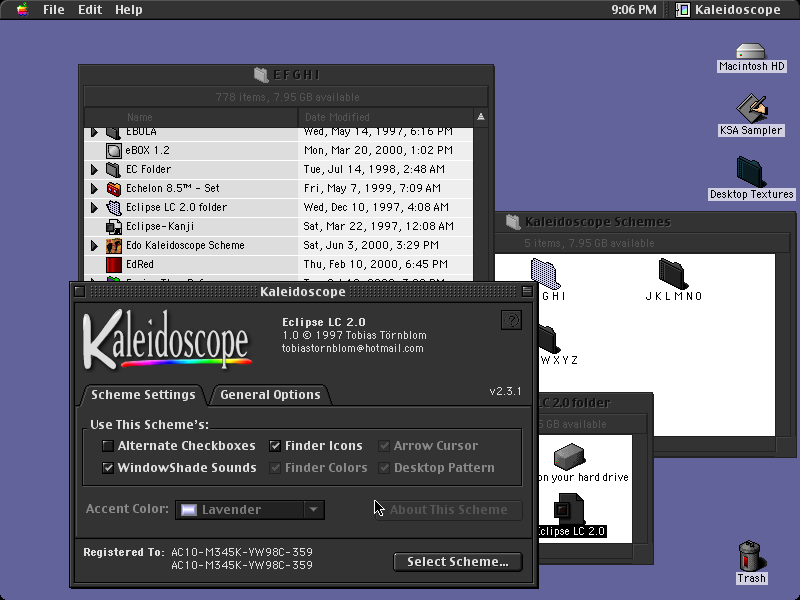 File Edit Help 9:06 PM Kaleidoscope
Macintosh HD
KSA Sampler
Desktop Textures
EFGHI
778 items, 7.95 GB available
Name Date Modified
EBOLA Wed, May 14, 1997, 6:16 PM
eBOX 1.2 Mon, Mar 20, 2000, 1:02 PM
EC Folder Tue, Jul 14, 1998, 2:48 AM
Echelon 8.5™ - Set Fri, May 7, 1999, 7:09 AM
Eclipse LC 2.0 folder Wed, Dec 10, 1997, 4:08 AM
Eclipse-Kanji Sat, Mar 22, 1997, 12:08 AM
Edo Kaleidoscope Scheme Sat, Jun 3, 2000, 3:29 PM
EdRed Thu, Feb 10, 2000, 6:45 PM
Kaleidoscope Schemes
5 items, 7.95 GB available
GHI
JKLMNO
WXYZ
LC 2.0 folder
5 GB available
on your hard drive
Eclipse LC 2.0
Kaleidoscope
Kaleidoscope
Eclipse LC 2.0
1.0 © 1997 Tobias Törnblom
tobiastornblom@hotmail.com
?
Scheme Settings General Options v2.3.1
Use This Scheme's:
Alternate Checkboxes Finder Icons Arrow Cursor
WindowShade Sounds Finder Colors Desktop Pattern
Accent Color: Lavender About This Scheme
Registered To: AC10-M345K-VW98C-359
AC10-M345K-VW98C-359
Select Scheme...
Trash